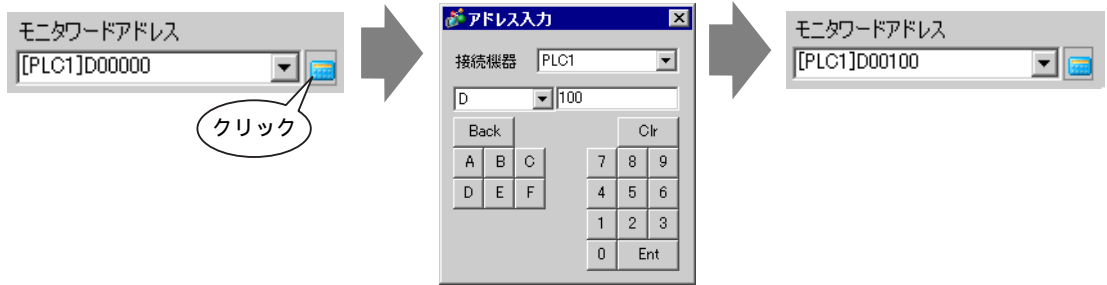 モニタワードアドレス
[PLC1]D00000
クリック
アドレス入力
接続機器 PLC1
D 100
Back Clr
A B C 7 8 9
D E F 4 5 6
1 2 3
0 Ent
モニタワードアドレス
[PLC1]D00100